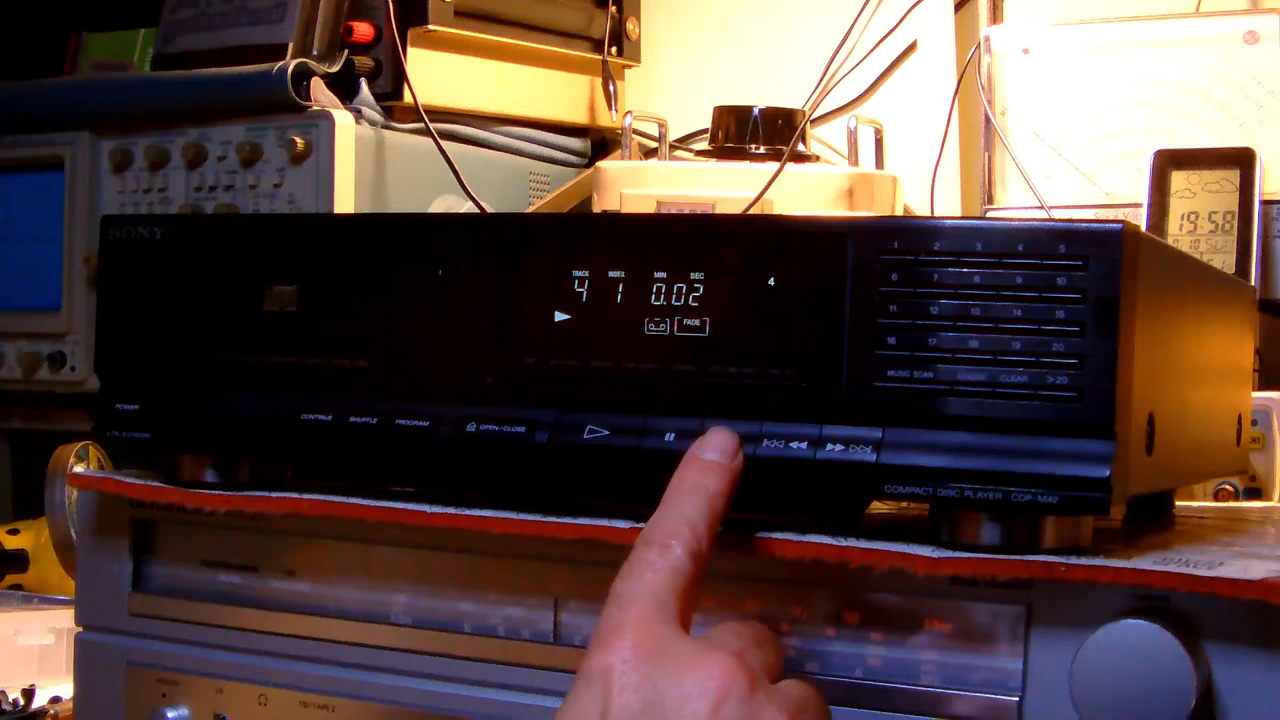 SONY
19:58
TRACK INDEX MIN SEC
4 1 0.02
4
FADE
1 2 3 4 5
6 7 8 9 10
11 12 13 14 15
16 17 18 19 20
MUSIC SCAN CLEAR >20
POWER
CONTINUE SHUFFLE PROGRAM
OPEN/CLOSE
COMPACT DISC PLAYER CDP-M42
CH1